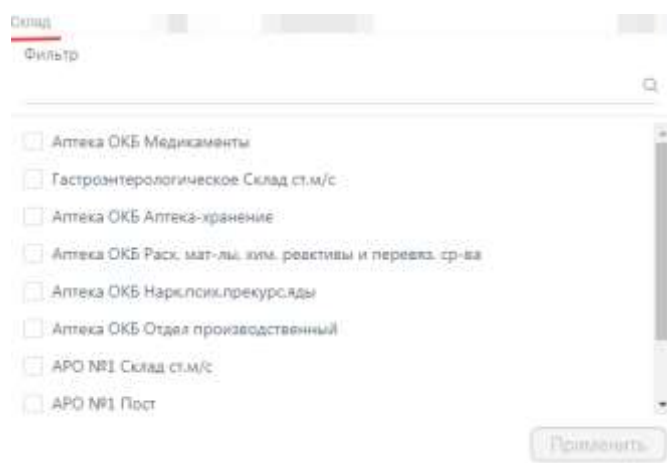 Склад
Фильтр
Аптека ОКБ Медикаменты
Гастроэнтерологическое Склад ст.м/с
Аптека ОКБ Аптека-хранение
Аптека ОКБ Расх. мат-лы. хим. реактивы и перевяз. ср-ва
Аптека ОКБ Нарк.псих.прекурс.яды
Аптека ОКБ Отдел производственный
АРО №1 Склад ст.м/с
АРО №1 Пост
Применить